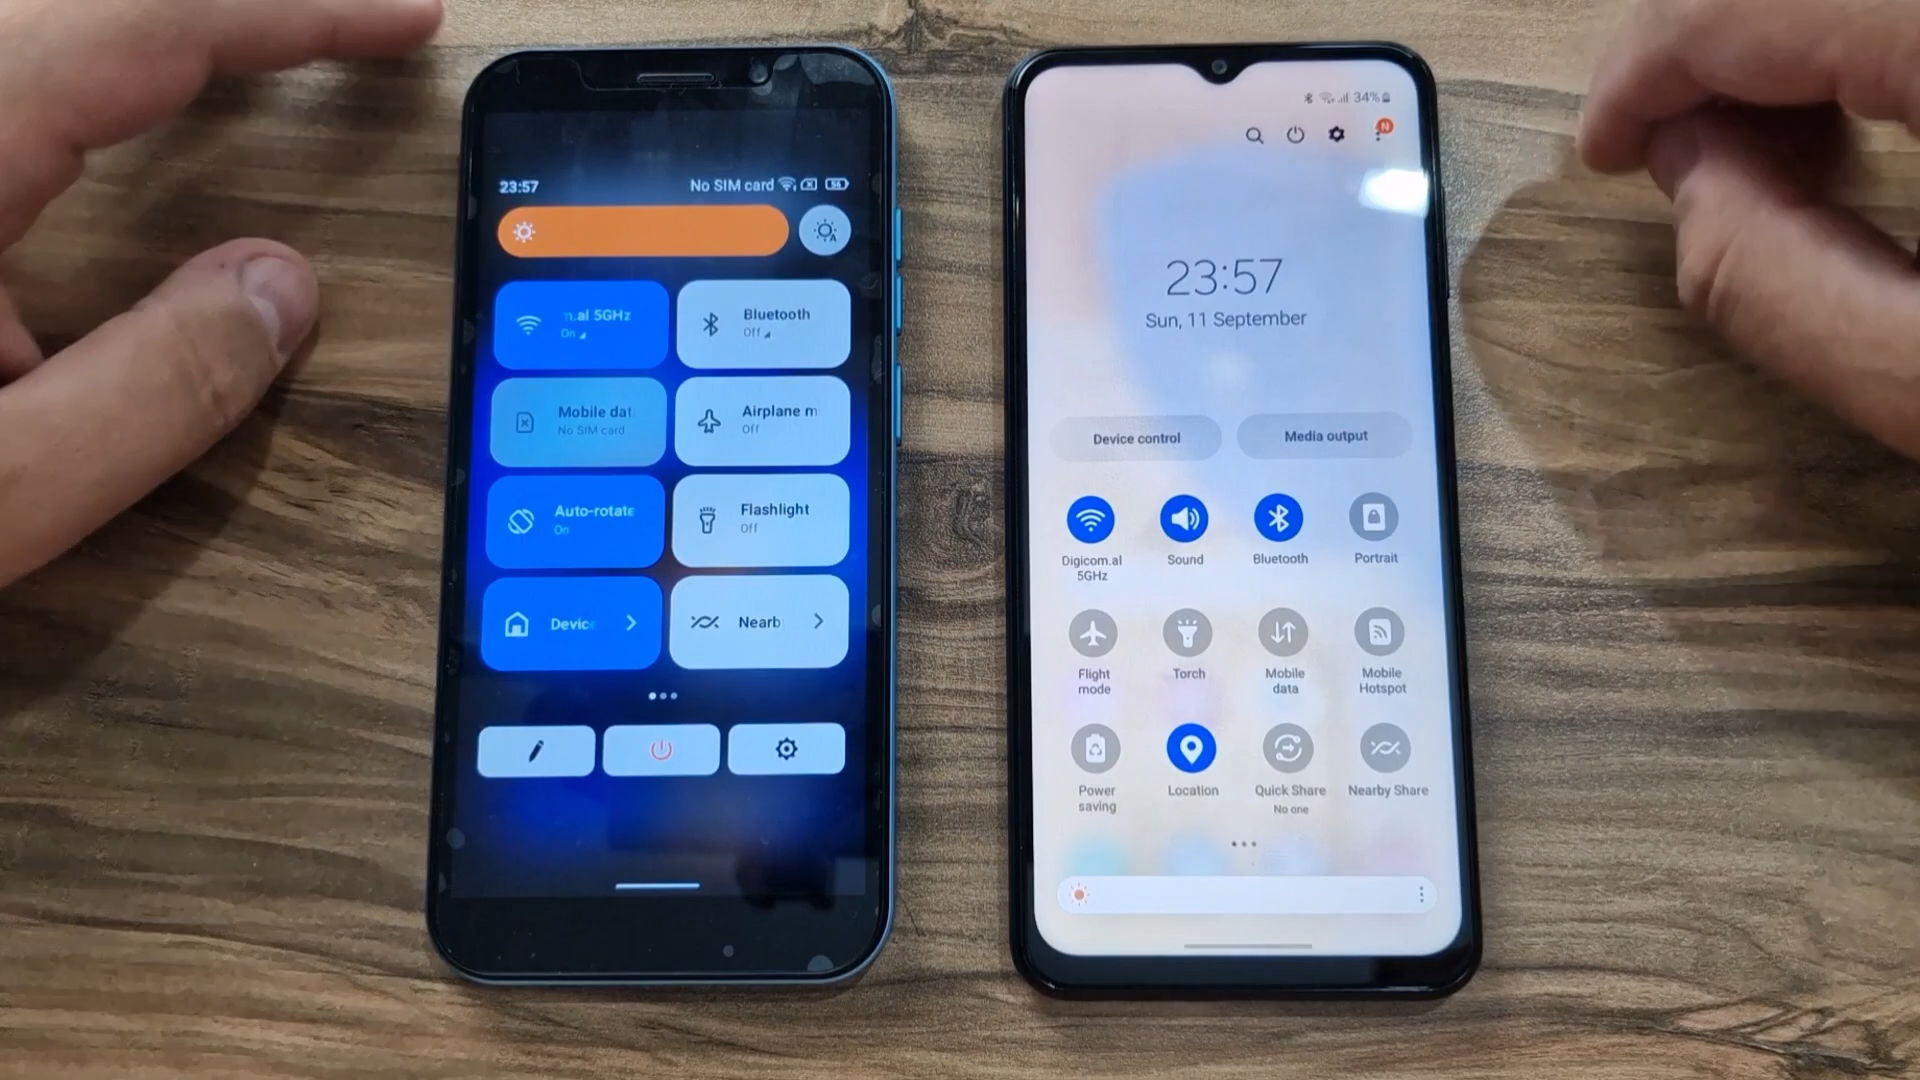 23:57
No SIM card
56
n.al 5GHz
On
Bluetooth
Off
Mobile dat
No SIM card
Airplane m
Off
Auto-rotate
On
Flashlight
Off
Device
Nearb
34%
N
23:57
Sun, 11 September
Device control
Media output
Digicom.al
5GHz
Sound
Bluetooth
Portrait
Flight
mode
Torch
Mobile
data
Mobile
Hotspot
Power
saving
Location
Quick Share
No one
Nearby Share